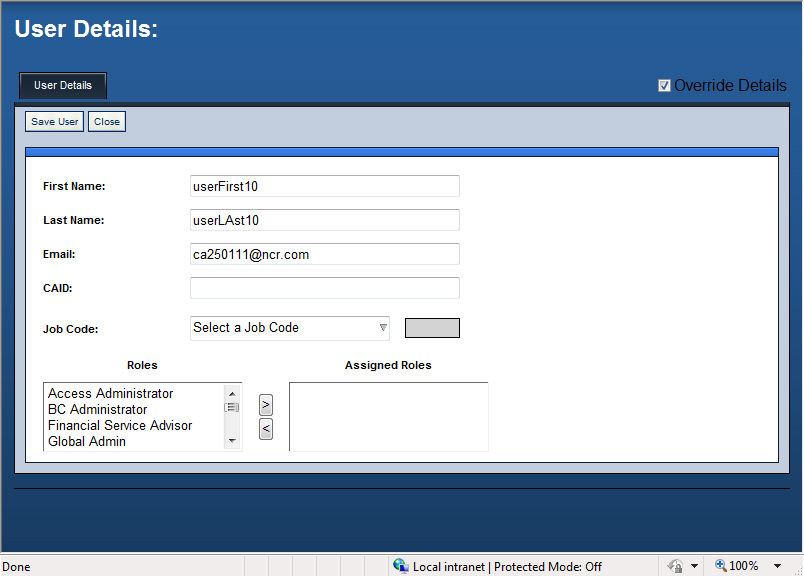 User Details:
User Details
Override Details
Save User Close
First Name: userFirst10
Last Name: userLAst10
Email: ca250111@ncr.com
CAID:
Job Code: Select a Job Code
Roles Assigned Roles
Access Administrator
BC Administrator
Financial Service Advisor
Global Admin
>
<
Done Local intranet | Protected Mode: Off 100%